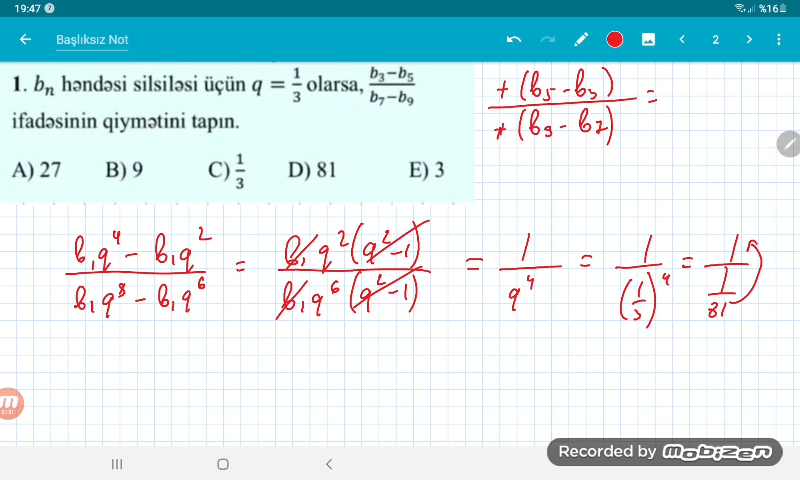 19:47 %16
Başlıksız Not 2
1. bₙ həndəsi silsiləsi üçün q = 1/3 olarsa, (b₃−b₅)/(b₇−b₉)
ifadəsinin qiymətini tapın.
A) 27 B) 9 C) 1/3 D) 81 E) 3
+(b₅ - b₃)/+(b₉ - b₇) =
(b₁q⁴ - b₁q²)/(b₁q⁸ - b₁q⁶) = (b₁q²(q²-1))/(b₁q⁶(q²-1)) = 1/q⁴ = 1/(1/3)⁴ = 1/(1/81)
Recorded by mobizen